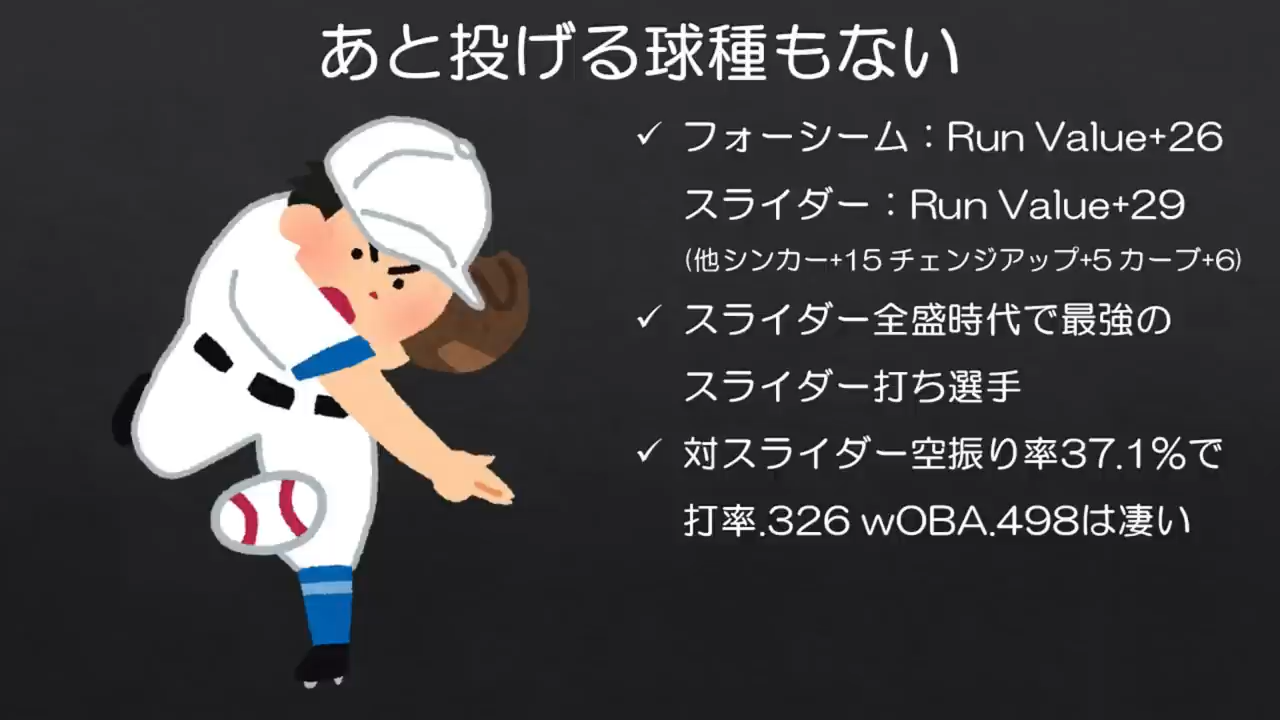 あと投げる球種もない
✓ フォーシーム：Run Value+26
スライダー：Run Value+29
(他シンカー+15 チェンジアップ+5 カーブ+6)
✓ スライダー全盛時代で最強の
スライダー打ち選手
✓ 対スライダー空振り率37.1%で
打率.326 wOBA.498は凄い